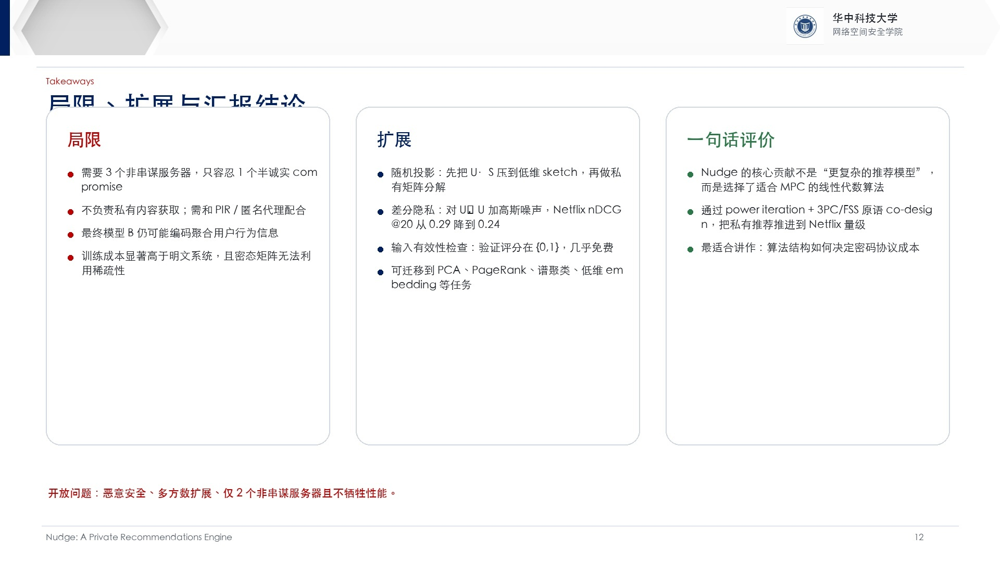 华中科技大学
网络空间安全学院
Takeaways
局限、扩展与汇报结论
局限
需要 3 个非串谋服务器，只容忍 1 个半诚实 com
promise
不负责私有内容获取；需和 PIR / 匿名代理配合
最终模型 B 仍可能编码聚合用户行为信息
训练成本显著高于明文系统，且密态矩阵无法利
用稀疏性
扩展
随机投影：先把 U· S 压到低维 sketch，再做私
有矩阵分解
差分隐私：对 U U 加高斯噪声，Netflix nDCG
@20 从 0.29 降到 0.24
输入有效性检查：验证评分在 {0,1}，几乎免费
可迁移到 PCA、PageRank、谱聚类、低维 em
bedding 等任务
一句话评价
Nudge 的核心贡献不是“更复杂的推荐模型”，
而是选择了适合 MPC 的线性代数算法
通过 power iteration + 3PC/FSS 原语 co-desig
n，把私有推荐推进到 Netflix 量级
最适合讲作：算法结构如何决定密码协议成本
开放问题：恶意安全、多方数扩展、仅 2 个非串谋服务器且不牺牲性能。
Nudge: A Private Recommendations Engine
12